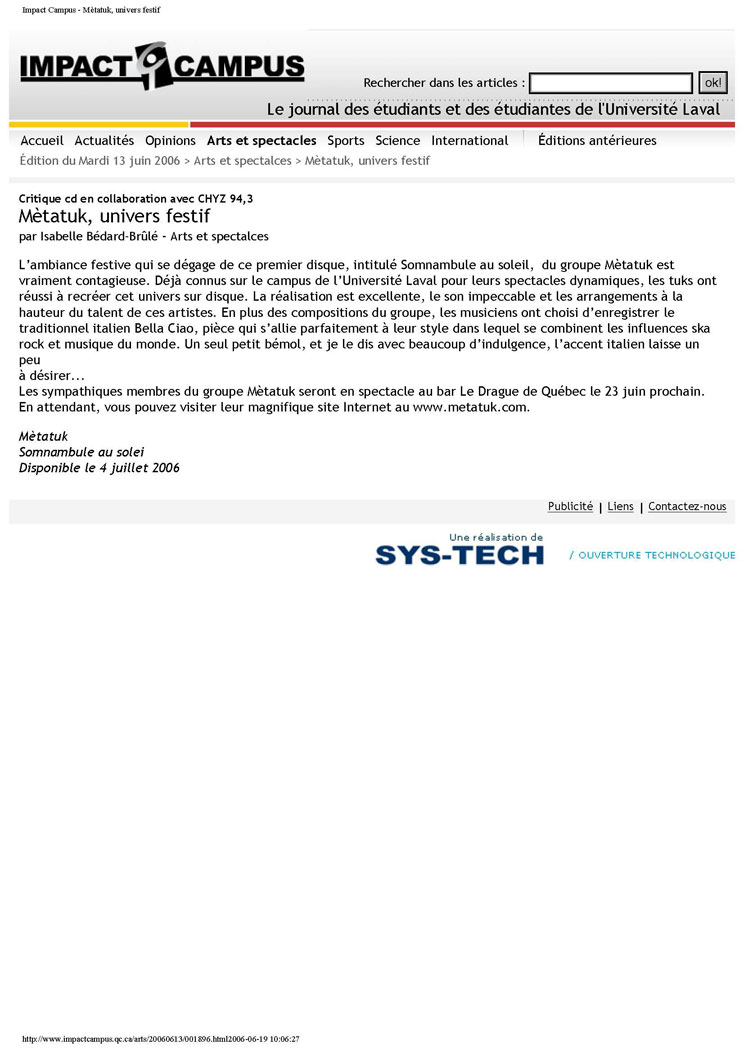 Impact Campus - Mètatuk, univers festif
IMPACT CAMPUS
Rechercher dans les articles : ok!
Le journal des étudiants et des étudiantes de l'Université Laval
Accueil Actualités Opinions Arts et spectacles Sports Science International Éditions antérieures
Édition du Mardi 13 juin 2006 > Arts et spectalces > Mètatuk, univers festif
Critique cd en collaboration avec CHYZ 94,3
Mètatuk, univers festif
par Isabelle Bédard-Brûlé - Arts et spectalces
L’ambiance festive qui se dégage de ce premier disque, intitulé Somnambule au soleil, du groupe Mètatuk est
vraiment contagieuse. Déjà connus sur le campus de l’Université Laval pour leurs spectacles dynamiques, les tuks ont
réussi à recréer cet univers sur disque. La réalisation est excellente, le son impeccable et les arrangements à la
hauteur du talent de ces artistes. En plus des compositions du groupe, les musiciens ont choisi d’enregistrer le
traditionnel italien Bella Ciao, pièce qui s’allie parfaitement à leur style dans lequel se combinent les influences ska
rock et musique du monde. Un seul petit bémol, et je le dis avec beaucoup d’indulgence, l’accent italien laisse un
peu
à désirer...
Les sympathiques membres du groupe Mètatuk seront en spectacle au bar Le Drague de Québec le 23 juin prochain.
En attendant, vous pouvez visiter leur magnifique site Internet au www.metatuk.com.
Mètatuk
Somnambule au solei
Disponible le 4 juillet 2006
Publicité | Liens | Contactez-nous
Une réalisation de
SYS-TECH / OUVERTURE TECHNOLOGIQUE
http://www.impactcampus.qc.ca/arts/20060613/001896.html2006-06-19 10:06:27